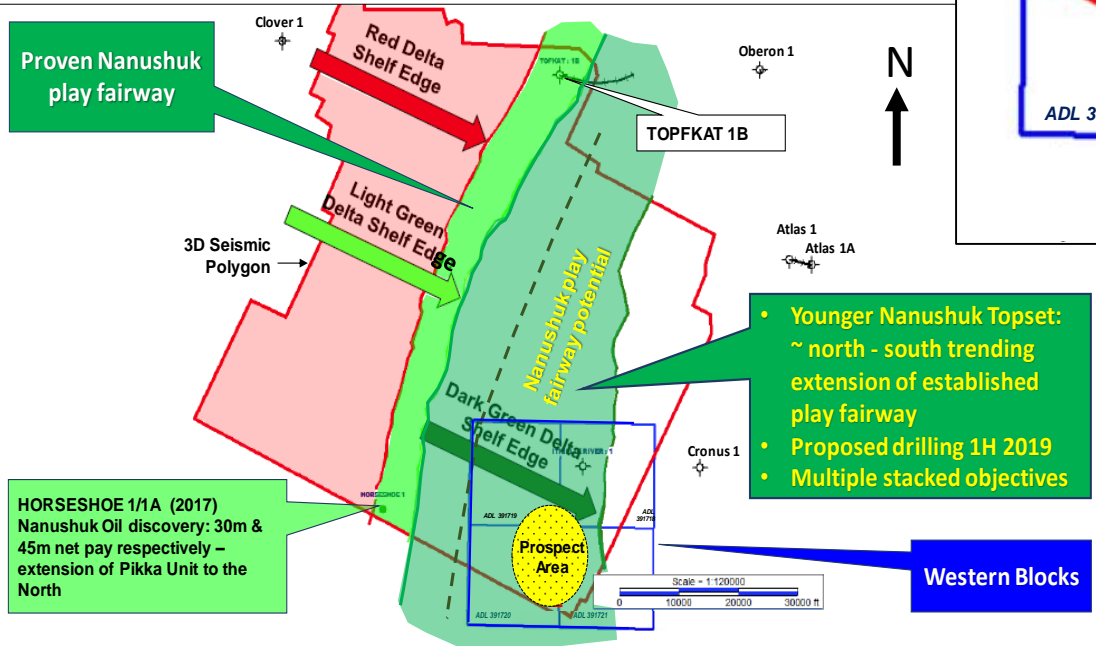 Clover 1
Proven Nanushuk
play fairway
Red Delta
Shelf Edge
TOFKAT : 1B
Oberon 1
N
ADL 3
TOPFKAT 1B
Light Green
Delta Shelf Edge
3D Seismic
Polygon
Atlas 1
Atlas 1A
Nanushuk play
fairway potential
• Younger Nanushuk Topset:
~ north - south trending
extension of established
play fairway
• Proposed drilling 1H 2019
• Multiple stacked objectives
Dark Green Delta
Shelf Edge
Cronus 1
HORSESHOE 1
HORSESHOE 1/1A (2017)
Nanushuk Oil discovery: 30m &
45m net pay respectively –
extension of Pikka Unit to the
North
ADL 391719
ADL
391718
Prospect
Area
Western Blocks
Scale = 1:120000
0 10000 20000 30000 ft
ADL 391720
ADL 391721